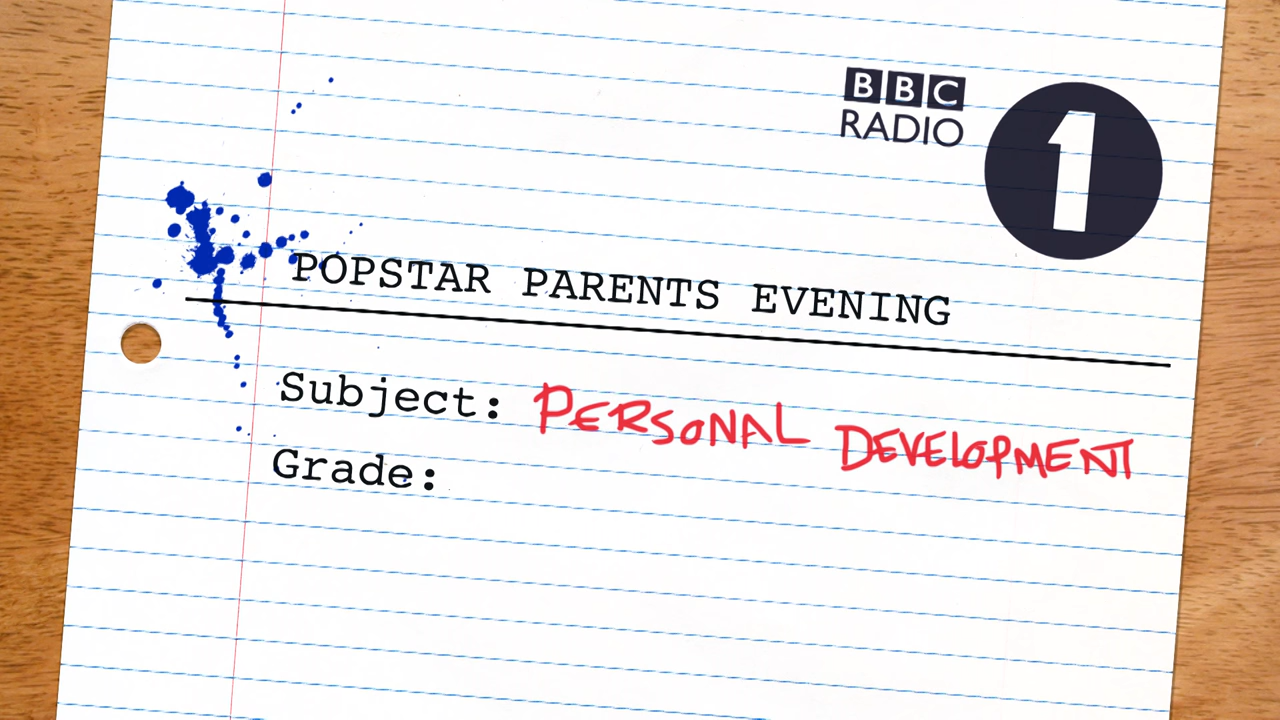 BBC
RADIO
1
POPSTAR PARENTS EVENING
Subject: PERSONAL DEVELOPMENT
Grade: